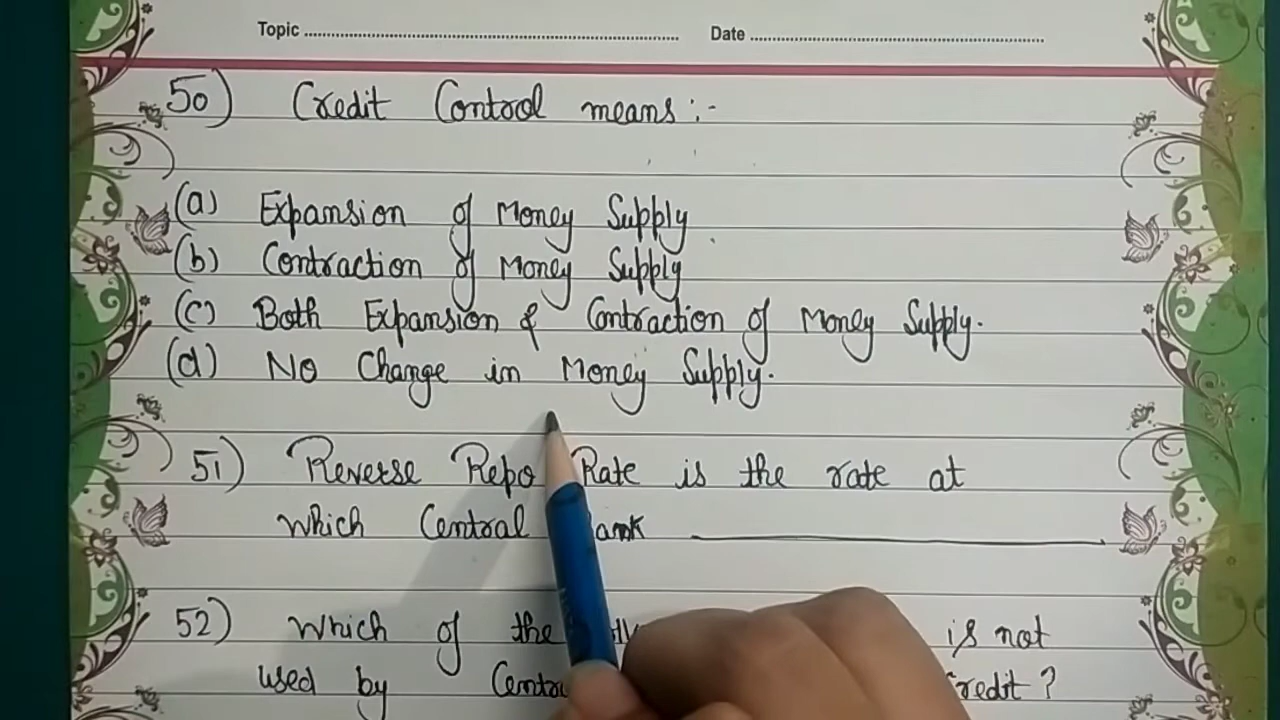 Topic ........................................ Date ........................................
50) Credit Control means :-
(a) Expansion of Money Supply
(b) Contraction of Money Supply
(c) Both Expansion & Contraction of Money Supply.
(d) No Change in Money Supply.
51) Reverse Repo Rate is the rate at
which Central Bank ____________
52) Which of the is not
used by Credit ?